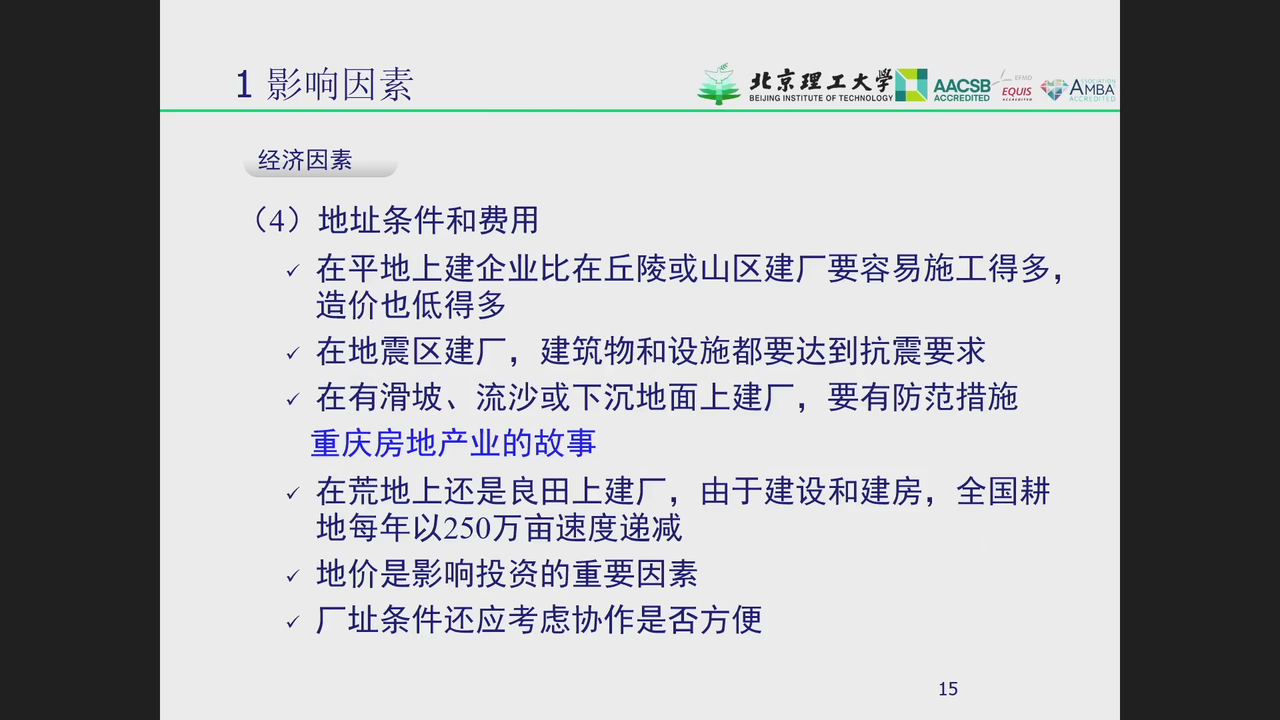 1 影响因素
北京理工大学
BEIJING INSTITUTE OF TECHNOLOGY
AACSB
ACCREDITED
EFMD
EQUIS
ACCREDITED
ASSOCIATION
AMBA
ACCREDITED
经济因素
（4）地址条件和费用
✓ 在平地上建企业比在丘陵或山区建厂要容易施工得多，
造价也低得多
✓ 在地震区建厂，建筑物和设施都要达到抗震要求
✓ 在有滑坡、流沙或下沉地面上建厂，要有防范措施
重庆房地产业的故事
✓ 在荒地上还是良田上建厂，由于建设和建房，全国耕
地每年以250万亩速度递减
✓ 地价是影响投资的重要因素
✓ 厂址条件还应考虑协作是否方便
15